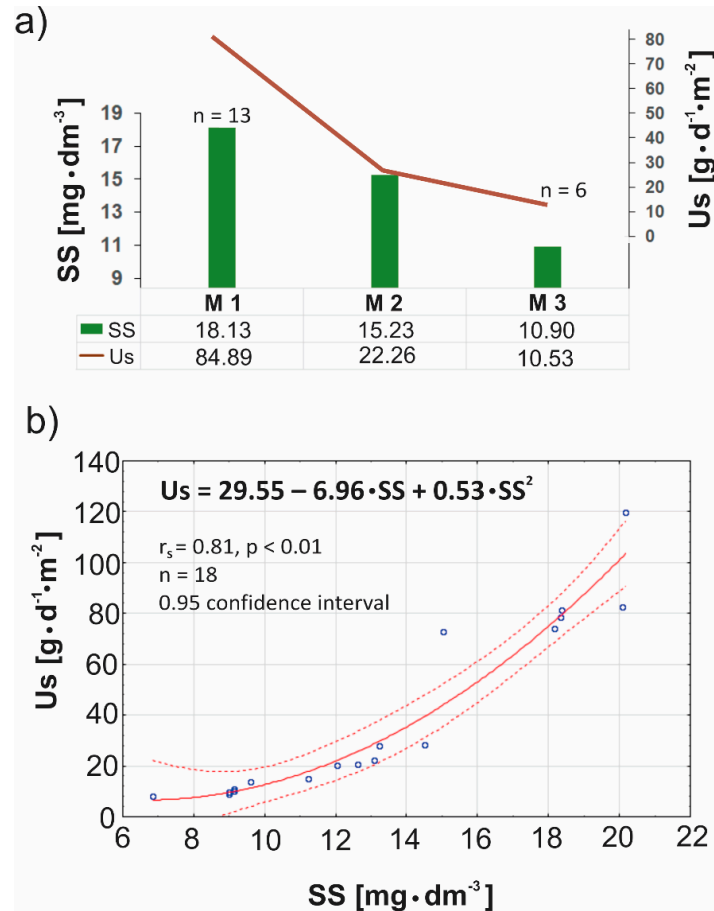 a)
SS [mg·dm⁻³]
19
17
15
13
11
9
n = 13
n = 6
80
70
60
50
40
30
20
10
0
Us [g·d⁻¹·m⁻²]
M 1 M 2 M 3
SS 18.13 15.23 10.90
Us 84.89 22.26 10.53
b)
Us [g·d⁻¹·m⁻²]
140
120
100
80
60
40
20
0
Us = 29.55 – 6.96·SS + 0.53·SS²
rₛ = 0.81, p < 0.01
n = 18
0.95 confidence interval
6 8 10 12 14 16 18 20 22
SS [mg·dm⁻³]